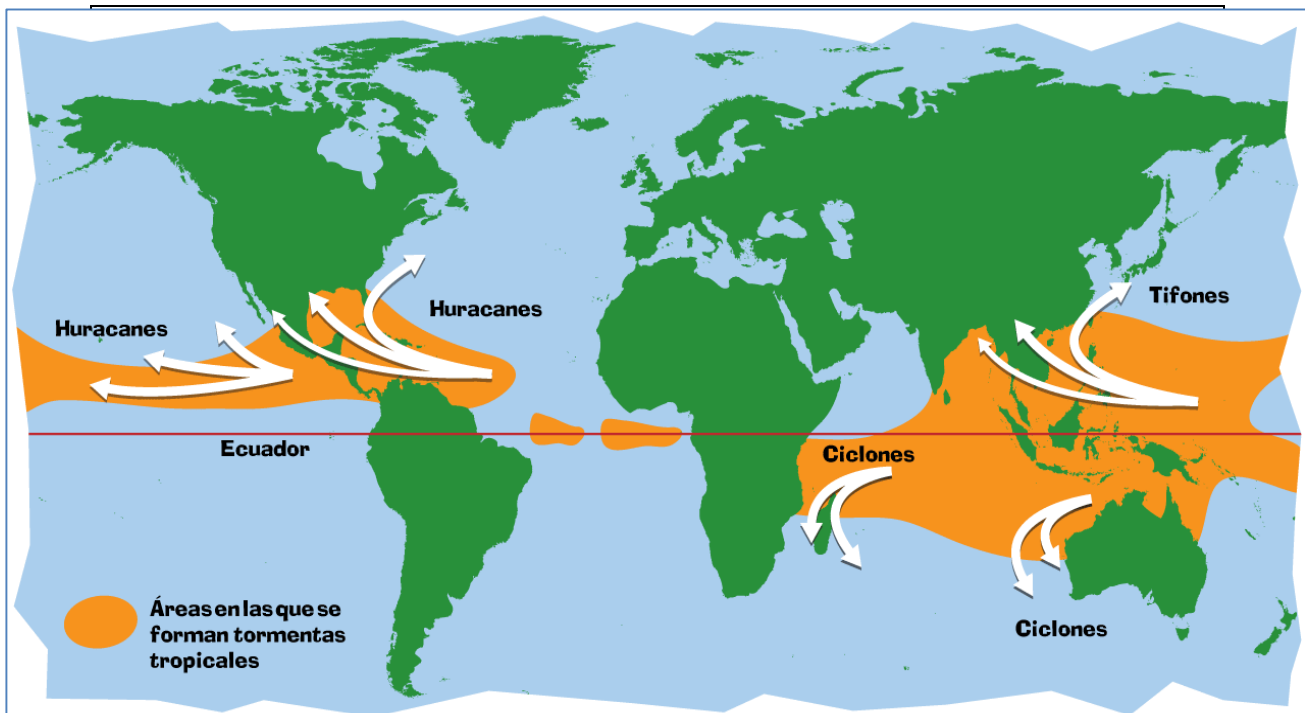 Huracanes
Huracanes
Tifones
Ecuador
Ciclones
Ciclones
Áreas en las que se
forman tormentas
tropicales